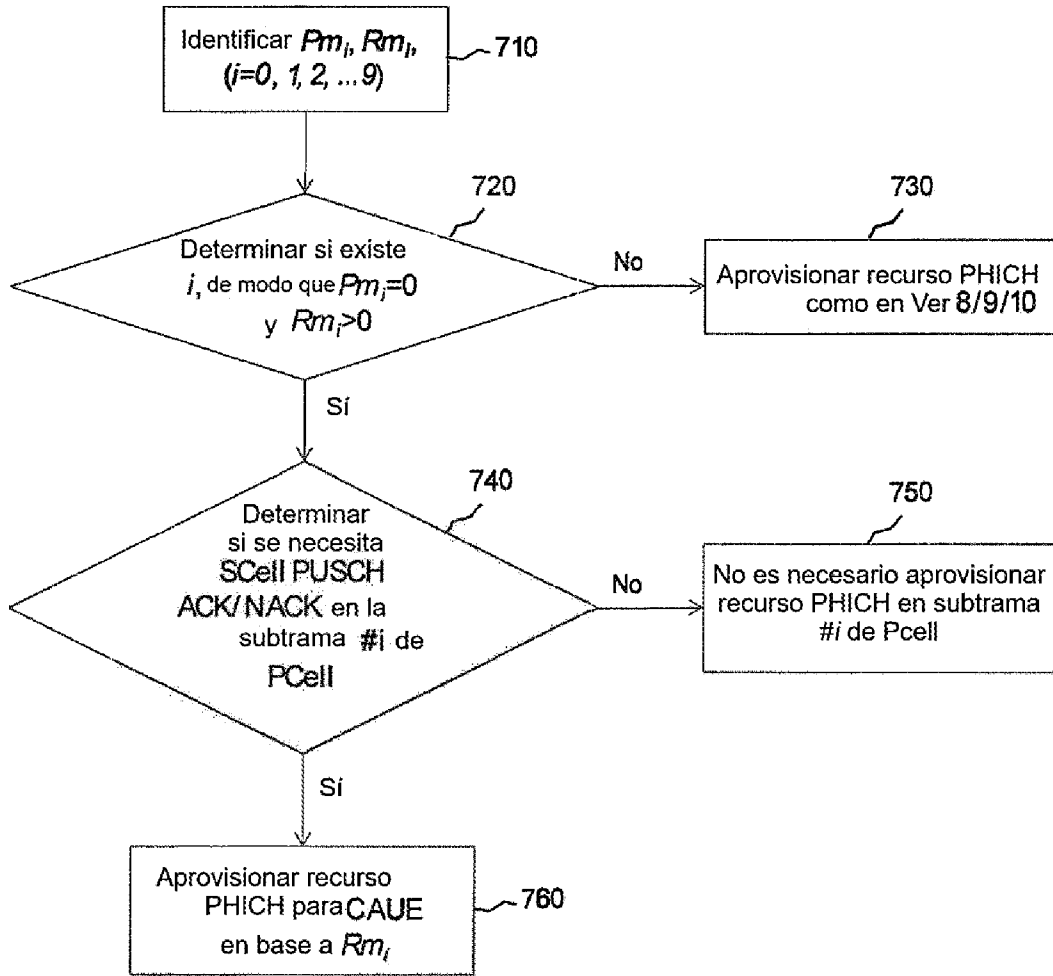 Identificar Pmᵢ, Rmᵢ,
(i=0, 1, 2, ...9)
710
720
Determinar si existe
i, de modo que Pmᵢ=0
y Rmᵢ>0
No
730
Aprovisionar recurso PHICH
como en Ver 8/9/10
Sí
740
Determinar
si se necesita
SCell PUSCH
ACK/NACK en la
subtrama #i de
PCell
No
750
No es necesario aprovisionar
recurso PHICH en subtrama
#i de Pcell
Sí
Aprovisionar recurso
PHICH para CAUE
en base a Rmᵢ
760